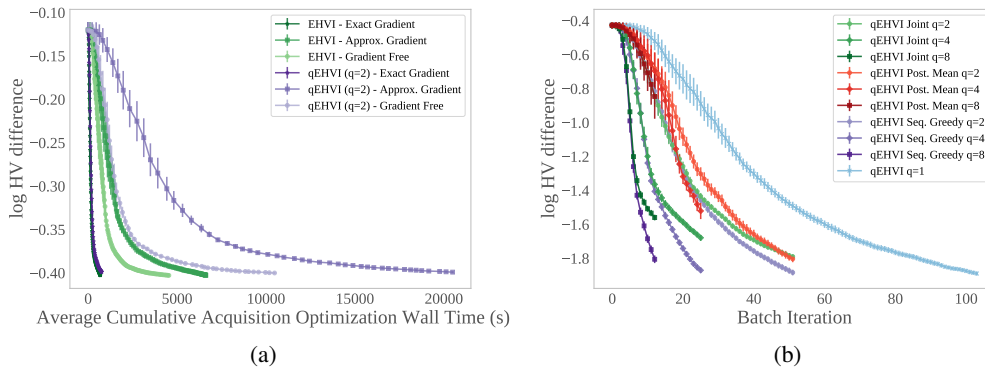 −0.10
−0.15
−0.20
−0.25
−0.30
−0.35
−0.40
log HV difference
EHVI - Exact Gradient
EHVI - Approx. Gradient
EHVI - Gradient Free
qEHVI (q=2) - Exact Gradient
qEHVI (q=2) - Approx. Gradient
qEHVI (q=2) - Gradient Free
0 5000 10000 15000 20000
Average Cumulative Acquisition Optimization Wall Time (s)
(a)
−0.4
−0.6
−0.8
−1.0
−1.2
−1.4
−1.6
−1.8
log HV difference
qEHVI Joint q=2
qEHVI Joint q=4
qEHVI Joint q=8
qEHVI Post. Mean q=2
qEHVI Post. Mean q=4
qEHVI Post. Mean q=8
qEHVI Seq. Greedy q=2
qEHVI Seq. Greedy q=4
qEHVI Seq. Greedy q=8
qEHVI q=1
0 20 40 60 80 100
Batch Iteration
(b)